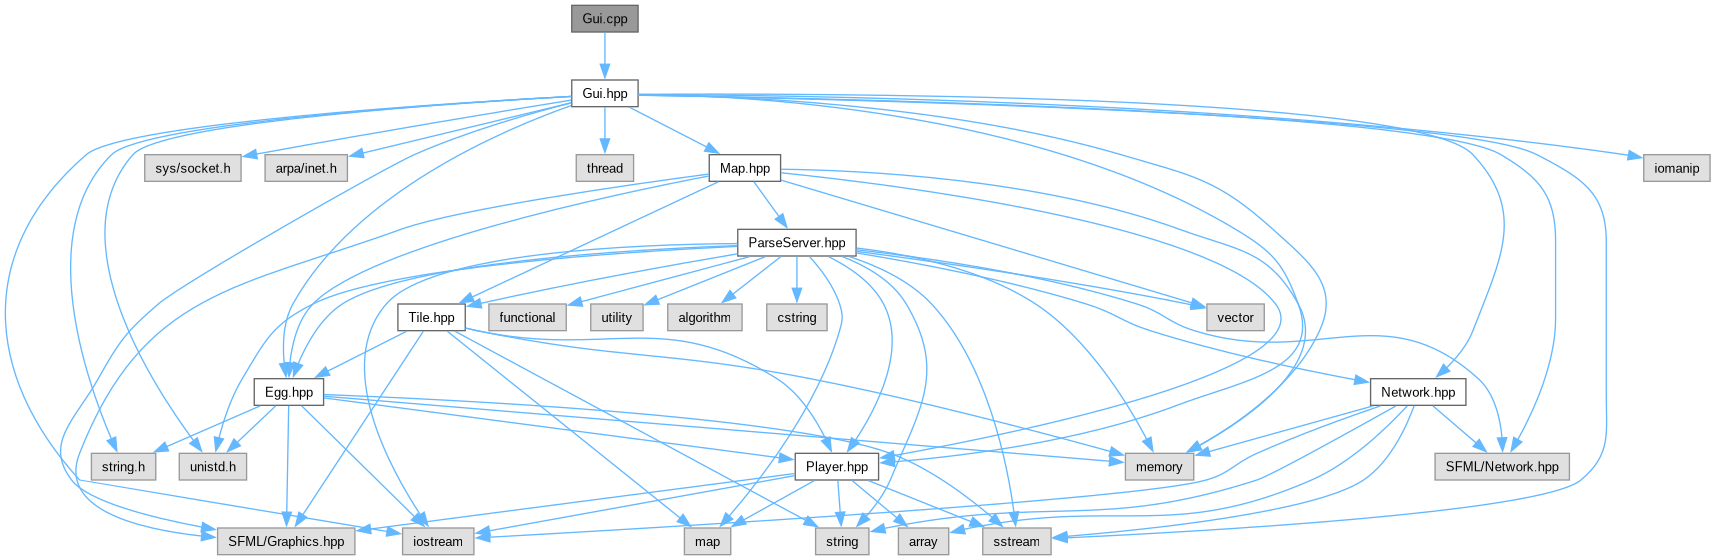 Gui.cpp
Gui.hpp
sys/socket.h
arpa/inet.h
thread
Map.hpp
iomanip
ParseServer.hpp
Tile.hpp
functional
utility
algorithm
cstring
vector
Egg.hpp
Network.hpp
string.h
unistd.h
Player.hpp
memory
SFML/Network.hpp
SFML/Graphics.hpp
iostream
map
string
array
sstream